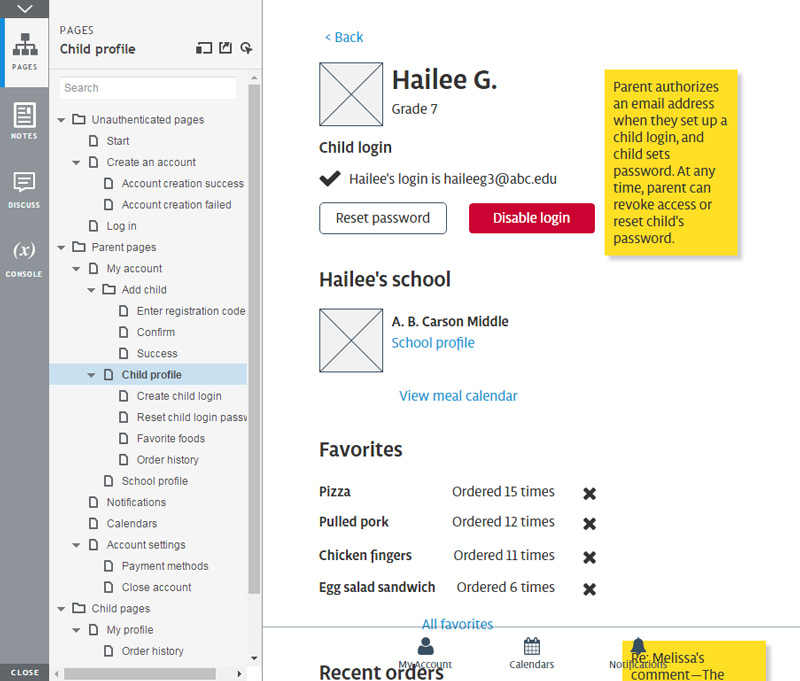 PAGES
Child profile
PAGES
Search
NOTES
DISCUSS
(x)
CONSOLE
CLOSE
Unauthenticated pages
Start
Create an account
Account creation success
Account creation failed
Log in
Parent pages
My account
Add child
Enter registration code
Confirm
Success
Child profile
Create child login
Reset child login passw
Favorite foods
Order history
School profile
Notifications
Calendars
Account settings
Payment methods
Close account
Child pages
My profile
Order history
< Back
Hailee G.
Grade 7
Child login
Hailee's login is haileeg3@abc.edu
Reset password
Disable login
Parent authorizes
an email address
when they set up a
child login, and
child sets
password. At any
time, parent can
revoke access or
reset child's
password.
Hailee's school
A. B. Carson Middle
School profile
View meal calendar
Favorites
Pizza Ordered 15 times
Pulled pork Ordered 12 times
Chicken fingers Ordered 11 times
Egg salad sandwich Ordered 6 times
All favorites
Recent orders
My Account
Calendars
Notifications
Re: Melissa's
comment—The